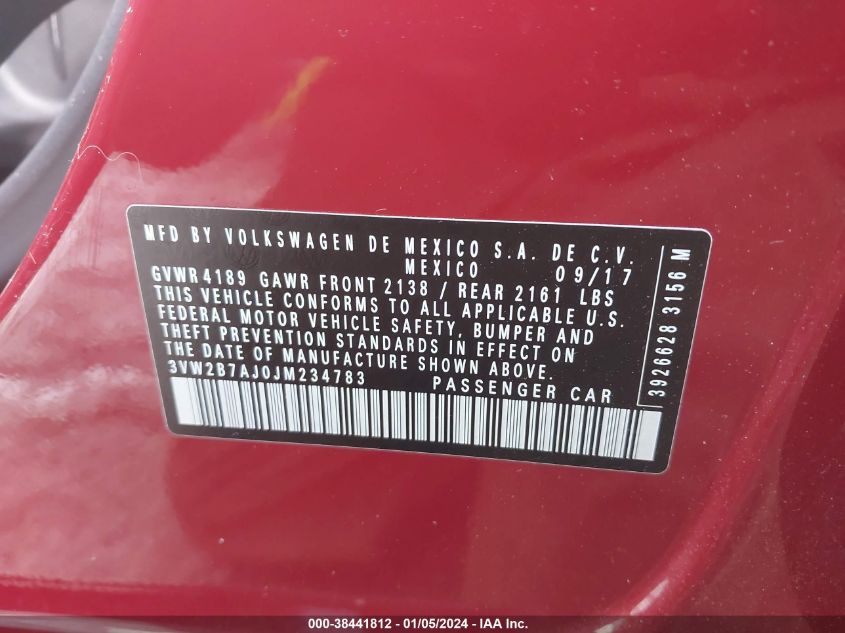 MFD BY VOLKSWAGEN DE MEXICO S.A. DE C.V.
MEXICO 09/17
GVWR 4189 GAWR FRONT 2138 / REAR 2161 LBS
THIS VEHICLE CONFORMS TO ALL APPLICABLE U.S.
FEDERAL MOTOR VEHICLE SAFETY, BUMPER AND
THEFT PREVENTION STANDARDS IN EFFECT ON
THE DATE OF MANUFACTURE SHOWN ABOVE.
3VW2B7AJ0JM234783 PASSENGER CAR
3926628 3156 M
000-38441812 - 01/05/2024 - IAA Inc.